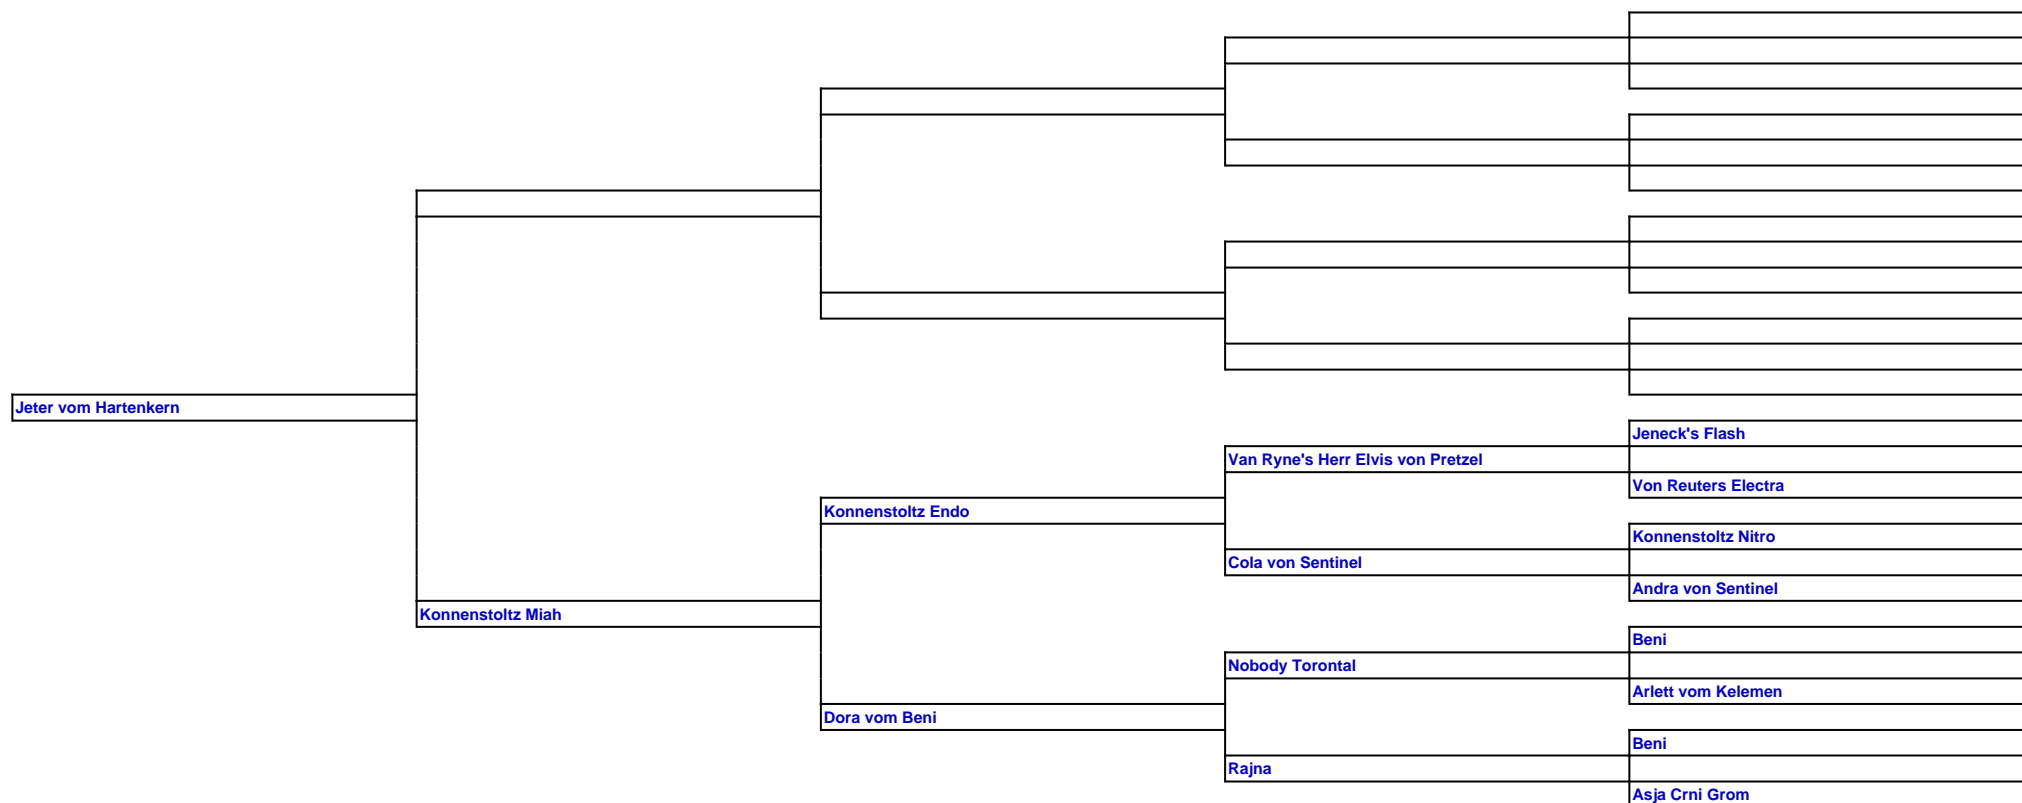 Jeter vom Hartenkern
Jeneck's Flash
Van Ryne's Herr Elvis von Pretzel
Von Reuters Electra
Konnenstoltz Endo
Konnenstoltz Nitro
Cola von Sentinel
Andra von Sentinel
Konnenstoltz Miah
Beni
Nobody Torontal
Arlett vom Kelemen
Dora vom Beni
Beni
Rajna
Asja Crni Grom